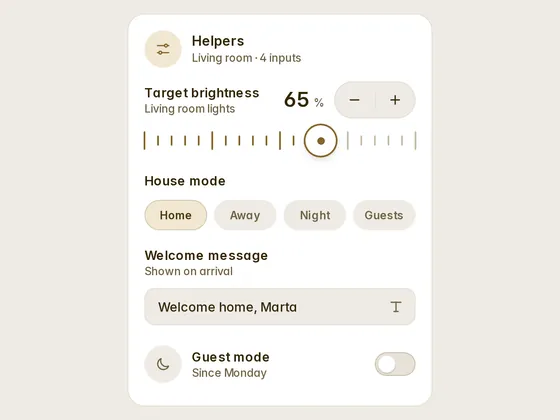 Helpers
Living room · 4 inputs
Target brightness
Living room lights
65 %
House mode
Home
Away
Night
Guests
Welcome message
Shown on arrival
Welcome home, Marta
Guest mode
Since Monday